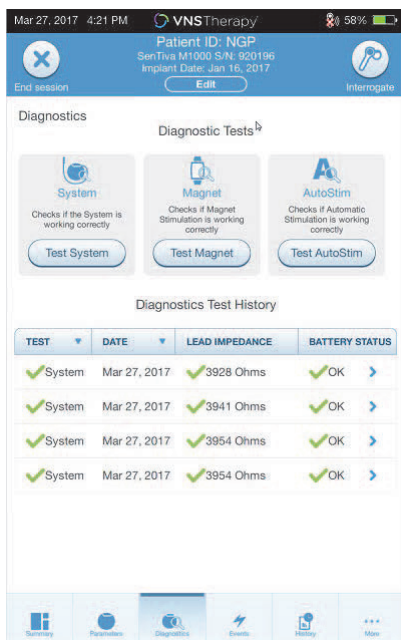 Mar 27, 2017 4:21 PM VNSTherapy 58%
Patient ID: NGP
SenTiva M1000 S/N: 920196
Implant Date: Jan 16, 2017
Edit
End session
Interrogate
Diagnostics
Diagnostic Tests
System
Checks if the System is
working correctly
Test System
Magnet
Checks if Magnet
Stimulation is working
correctly
Test Magnet
AutoStim
Checks if Automatic
Stimulation is working
correctly
Test AutoStim
Diagnostics Test History
TEST DATE LEAD IMPEDANCE BATTERY STATUS
System Mar 27, 2017 3928 Ohms OK
System Mar 27, 2017 3941 Ohms OK
System Mar 27, 2017 3954 Ohms OK
System Mar 27, 2017 3954 Ohms OK
Summary Parameters Diagnostics Events History More